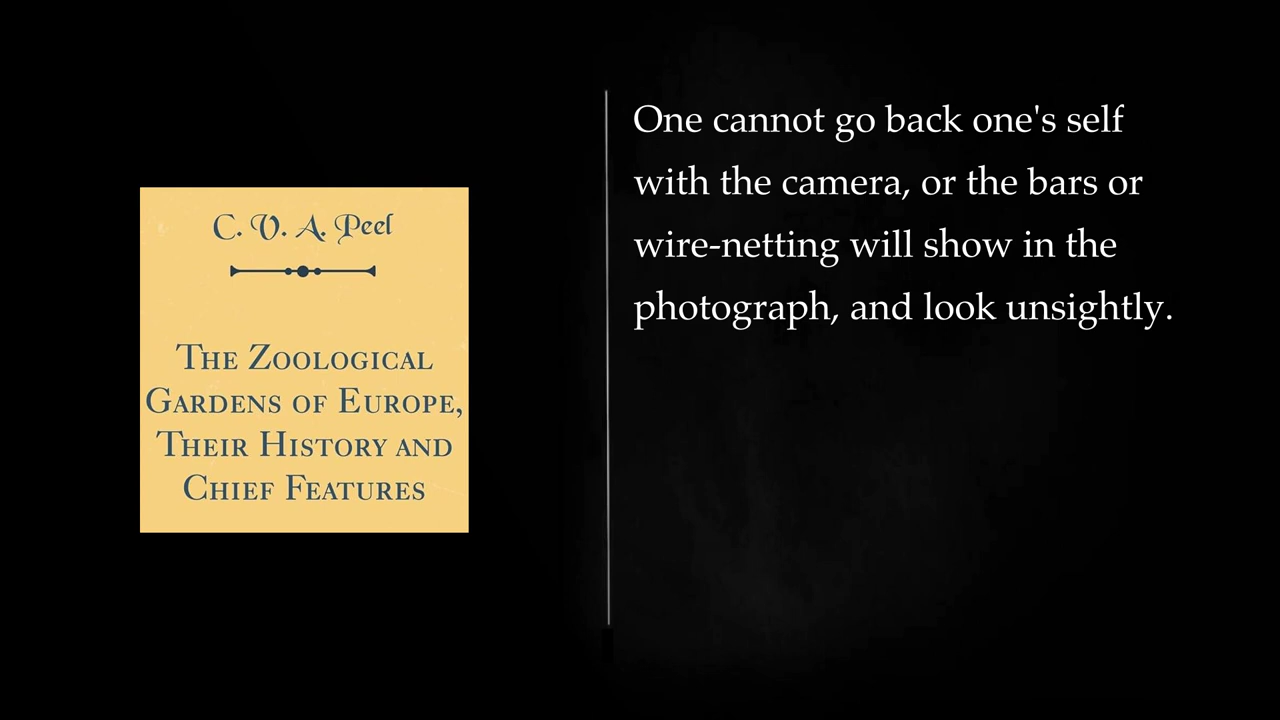 C. V. A. Peel
The Zoological
Gardens of Europe,
Their History and
Chief Features
One cannot go back one's self
with the camera, or the bars or
wire-netting will show in the
photograph, and look unsightly.